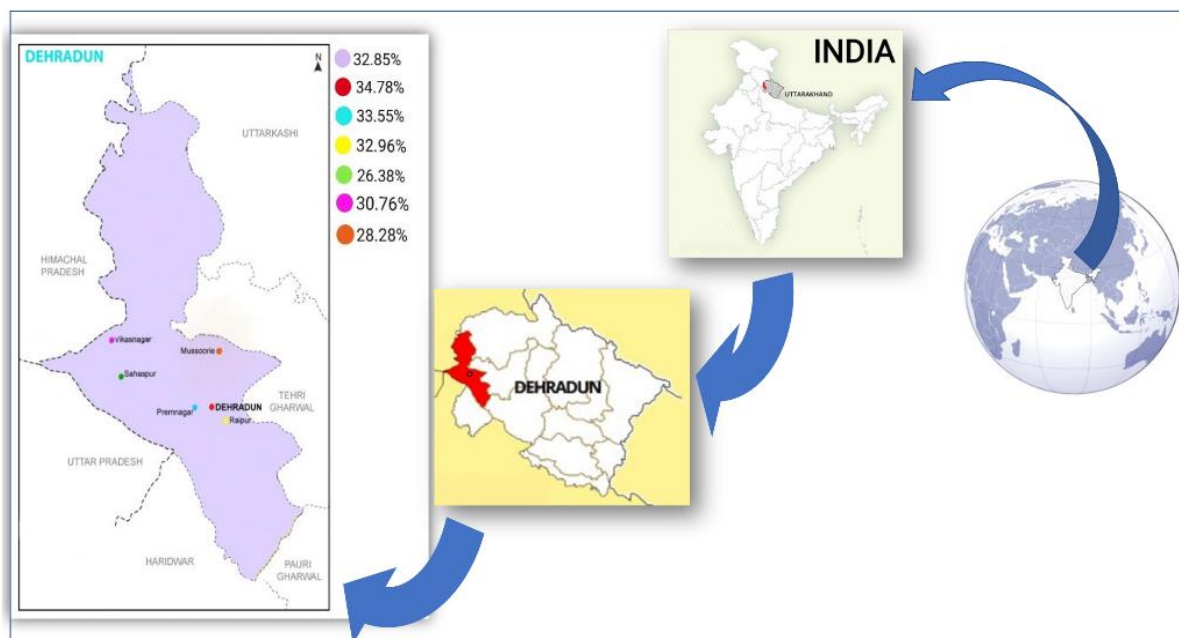 DEHRADUN
N
UTTARKASHI
HIMACHAL
PRADESH
Vikasnagar
Mussoorie
Sahaspur
Premnagar
DEHRADUN
Raipur
TEHRI
GHARWAL
UTTAR PRADESH
HARIDWAR
PAURI
GHARWAL
32.85%
34.78%
33.55%
32.96%
26.38%
30.76%
28.28%
DEHRADUN
INDIA
UTTARAKHAND